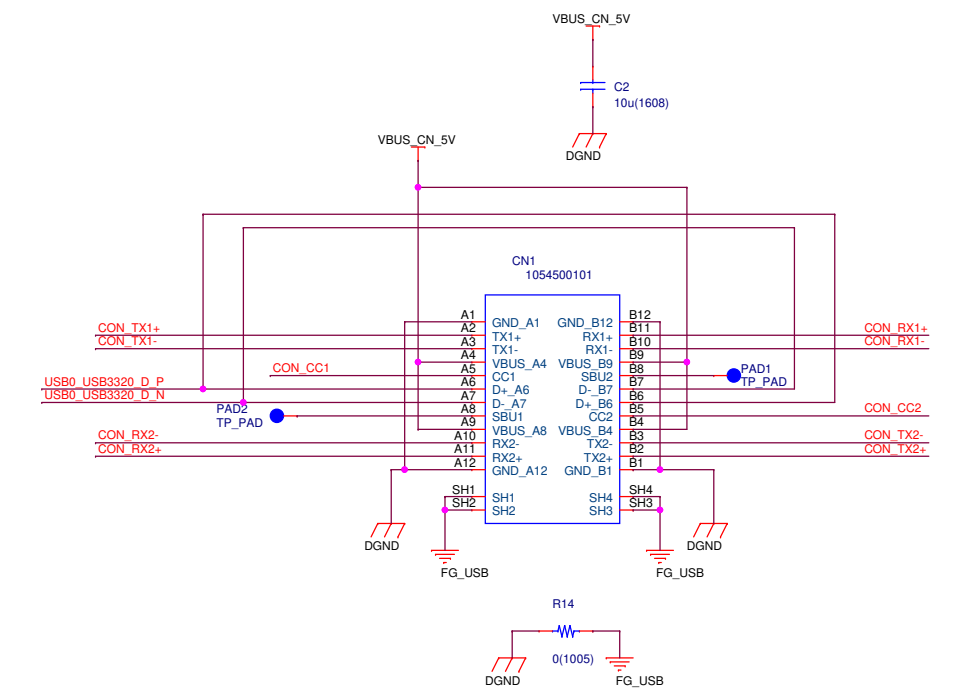 VBUS_CN_5V
C2
10u(1608)
DGND
VBUS_CN_5V
CN1
1054500101
A1 GND_A1 GND_B12 B12
CON_TX1+ A2 TX1+ RX1+ B11 CON_RX1+
CON_TX1- A3 TX1- RX1- B10 CON_RX1-
A4 VBUS_A4 VBUS_B9 B9
CON_CC1 A5 CC1 SBU2 B8 PAD1
TP_PAD
USB0_USB3320_D_P A6 D+_A6 D-_B7 B7
USB0_USB3320_D_N A7 D-_A7 D+_B6 B6
PAD2
TP_PAD
A8 SBU1 CC2 B5 CON_CC2
A9 VBUS_A8 VBUS_B4 B4
CON_RX2- A10 RX2- TX2- B3 CON_TX2-
CON_RX2+ A11 RX2+ TX2+ B2 CON_TX2+
A12 GND_A12 GND_B1 B1
SH1 SH1 SH4 SH4
SH2 SH2 SH3 SH3
DGND DGND
FG_USB FG_USB
R14
0(1005)
DGND FG_USB